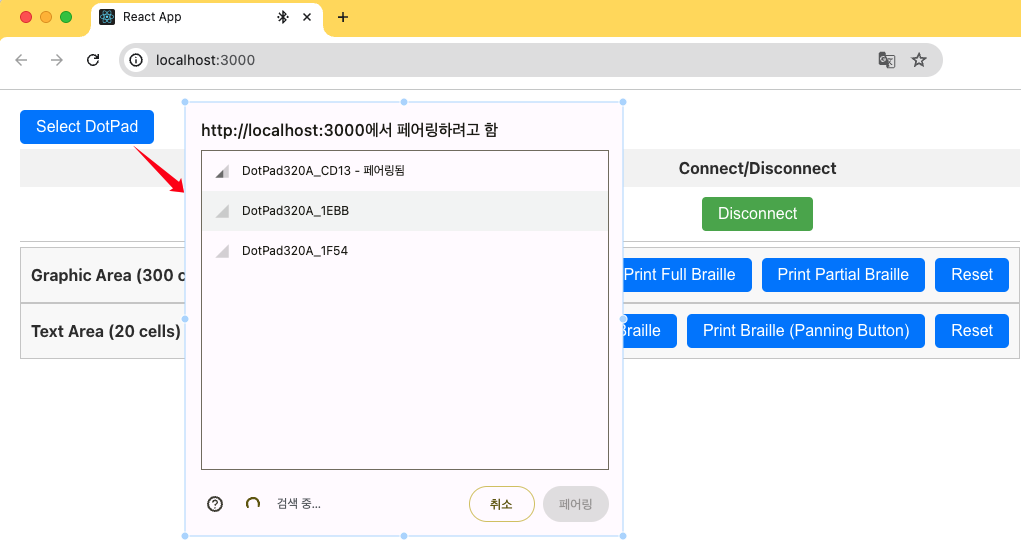 React App
localhost:3000
Select DotPad
http://localhost:3000에서 페어링하려고 함
DotPad320A_CD13 - 페어링됨
DotPad320A_1EBB
DotPad320A_1F54
검색 중...
취소
페어링
Connect/Disconnect
Disconnect
Graphic Area (300 c
Print Full Braille
Print Partial Braille
Reset
Text Area (20 cells)
Braille
Print Braille (Panning Button)
Reset